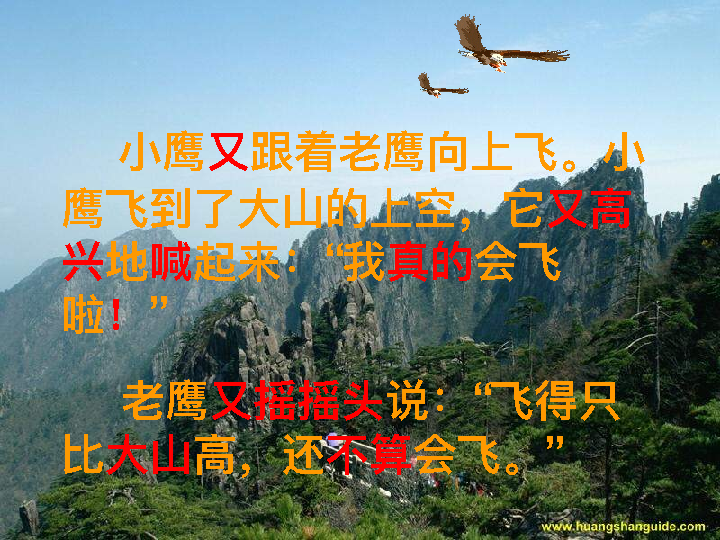 小鹰又跟着老鹰向上飞。小
鹰飞到了大山的上空，它又高
兴地喊起来：“我真的会飞
啦！”
老鹰又摇摇头说：“飞得只
比大山高，还不算会飞。”
www.huangshanguide.com